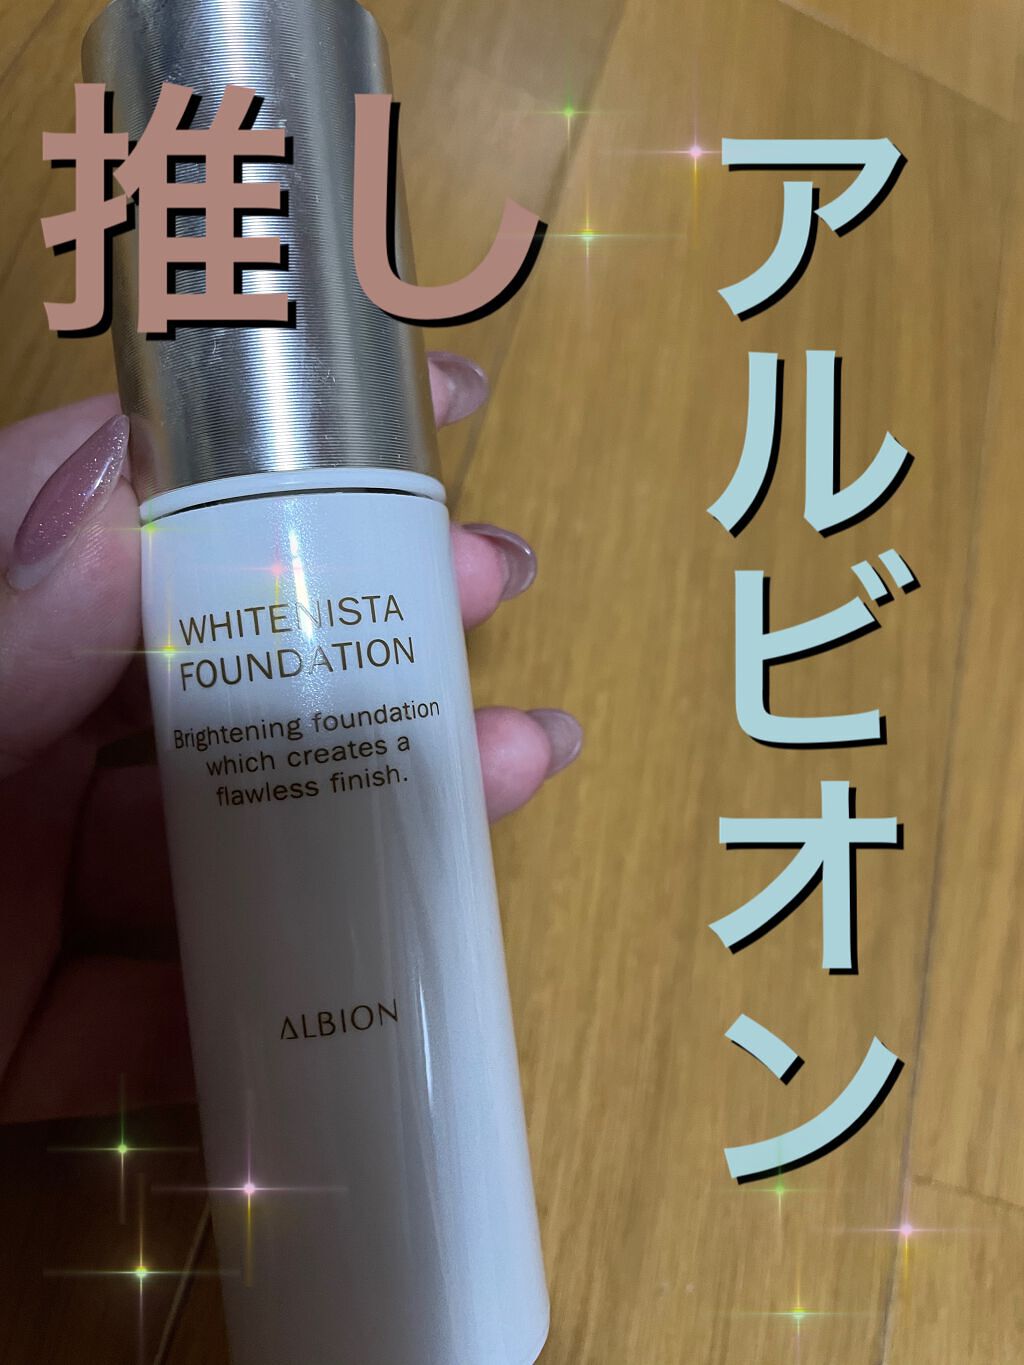 推し
アルビオン
WHITENISTA
FOUNDATION
Brightening foundation
which creates a
flawless finish.
ALBION